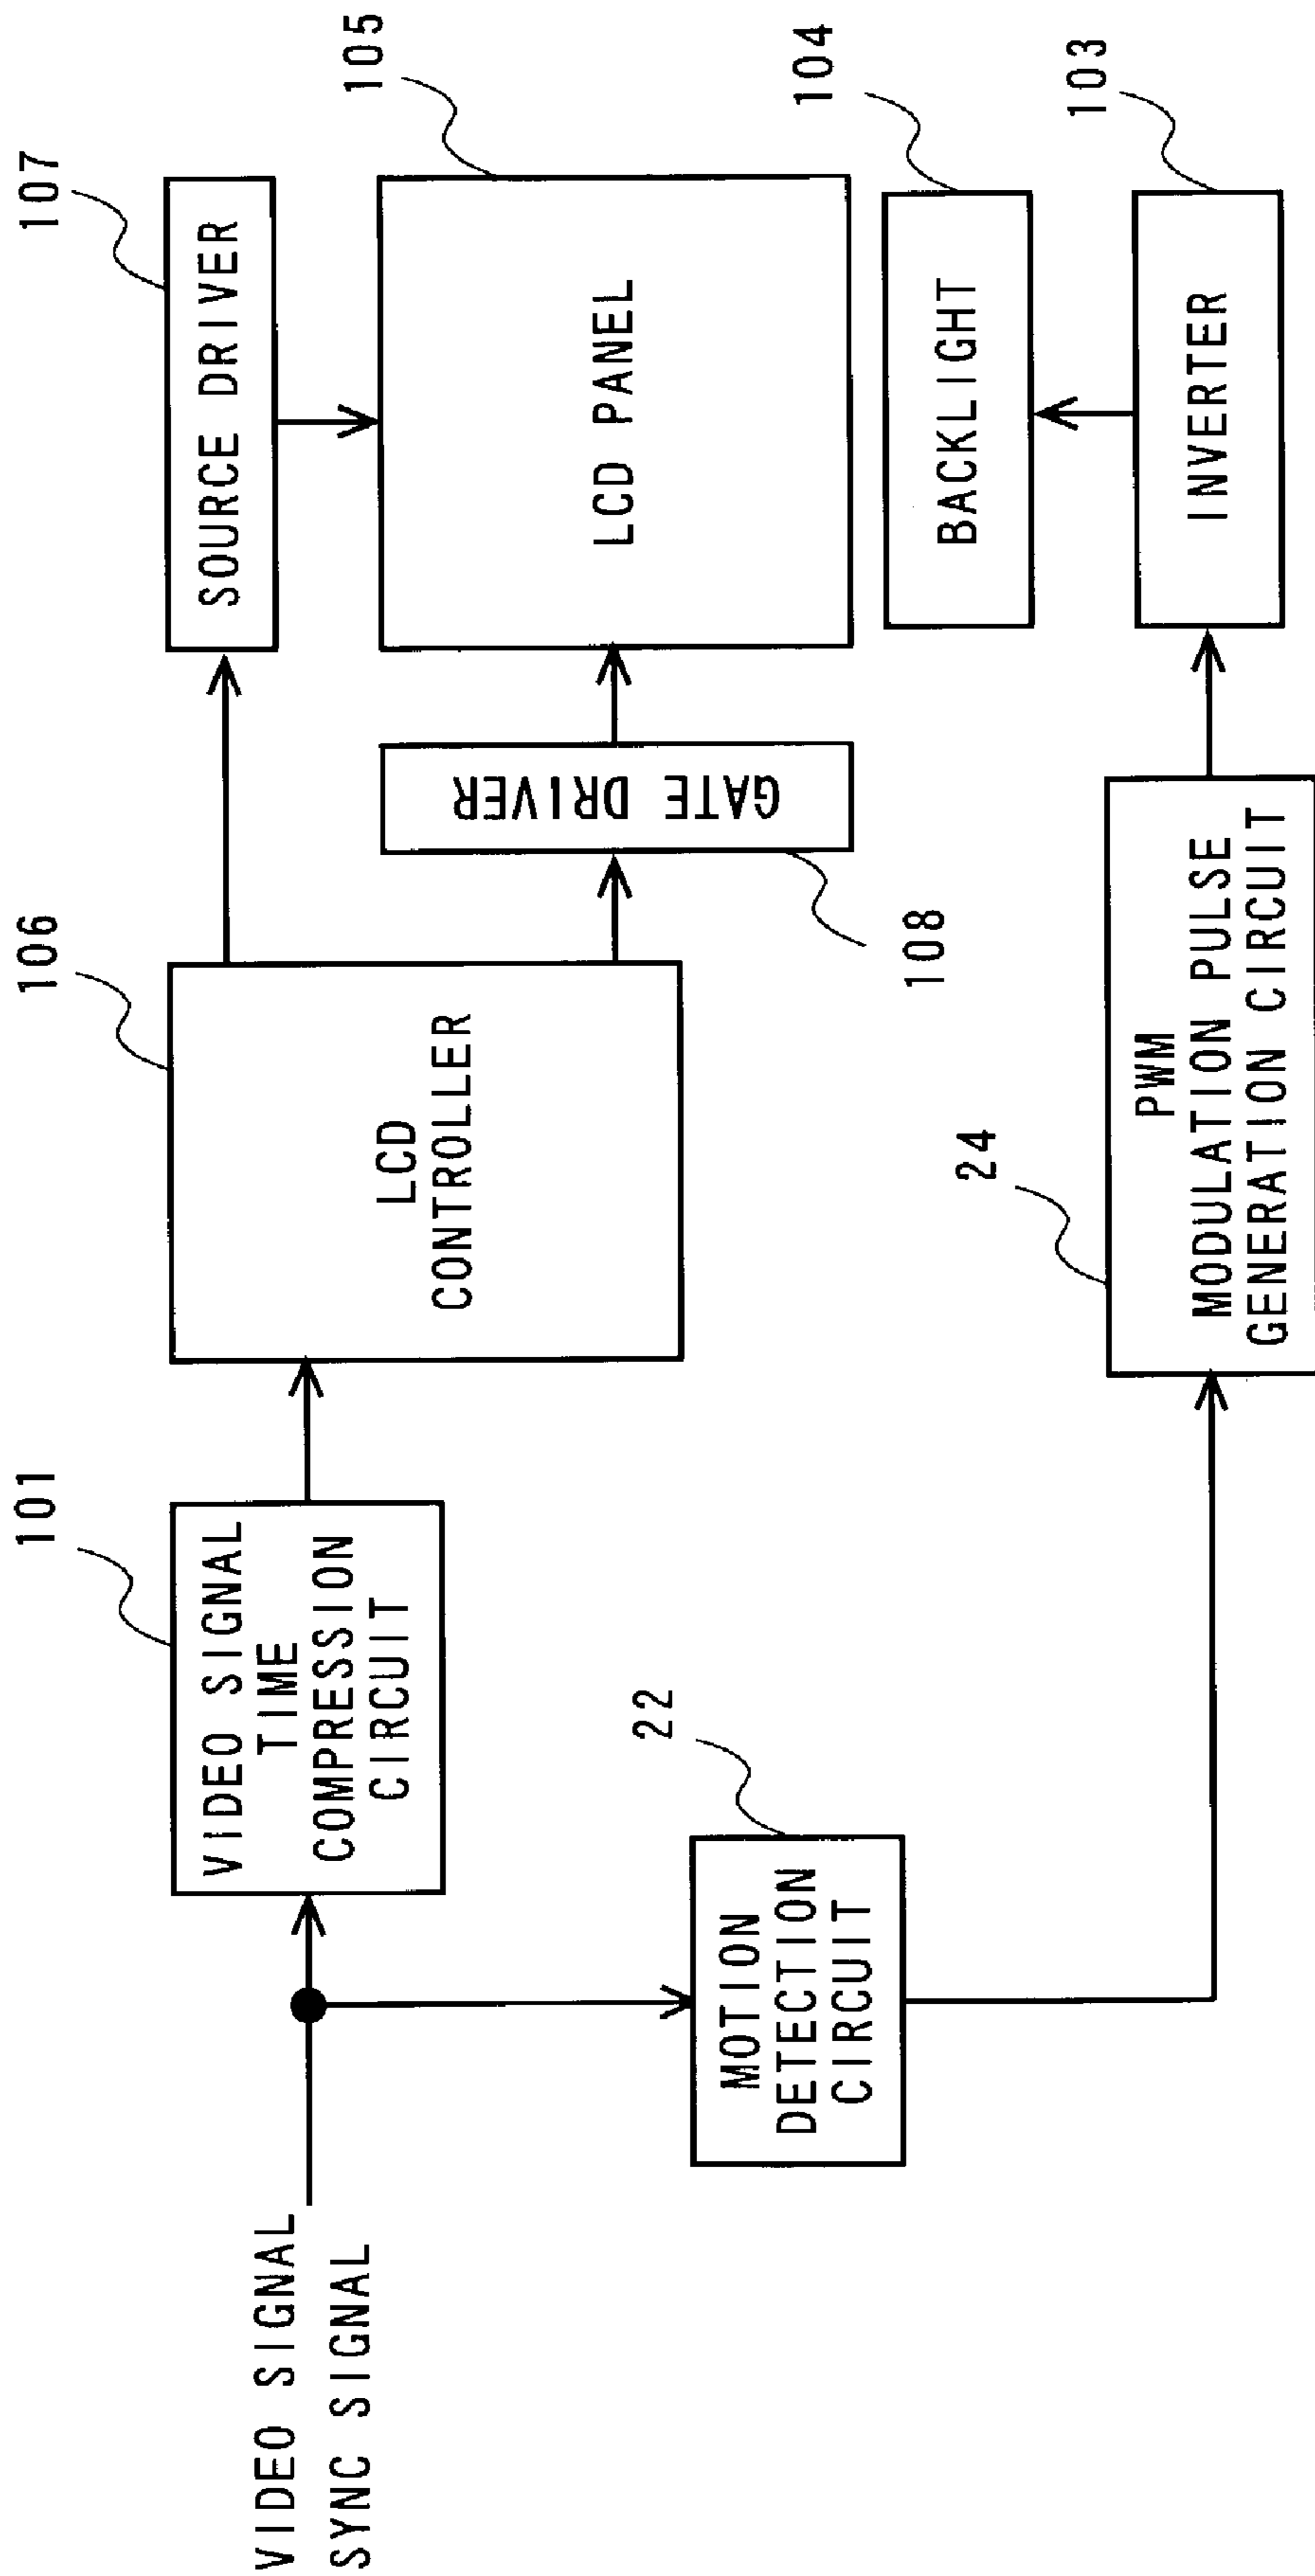 107
SOURCE DRIVER
105
LCD PANEL
104
BACKLIGHT
103
INVERTER
106
LCD
CONTROLLER
GATE DRIVER
108
24
PWM
MODULATION PULSE
GENERATION CIRCUIT
101
VIDEO SIGNAL
TIME
COMPRESSION
CIRCUIT
22
MOTION
DETECTION
CIRCUIT
VIDEO SIGNAL
SYNC SIGNAL